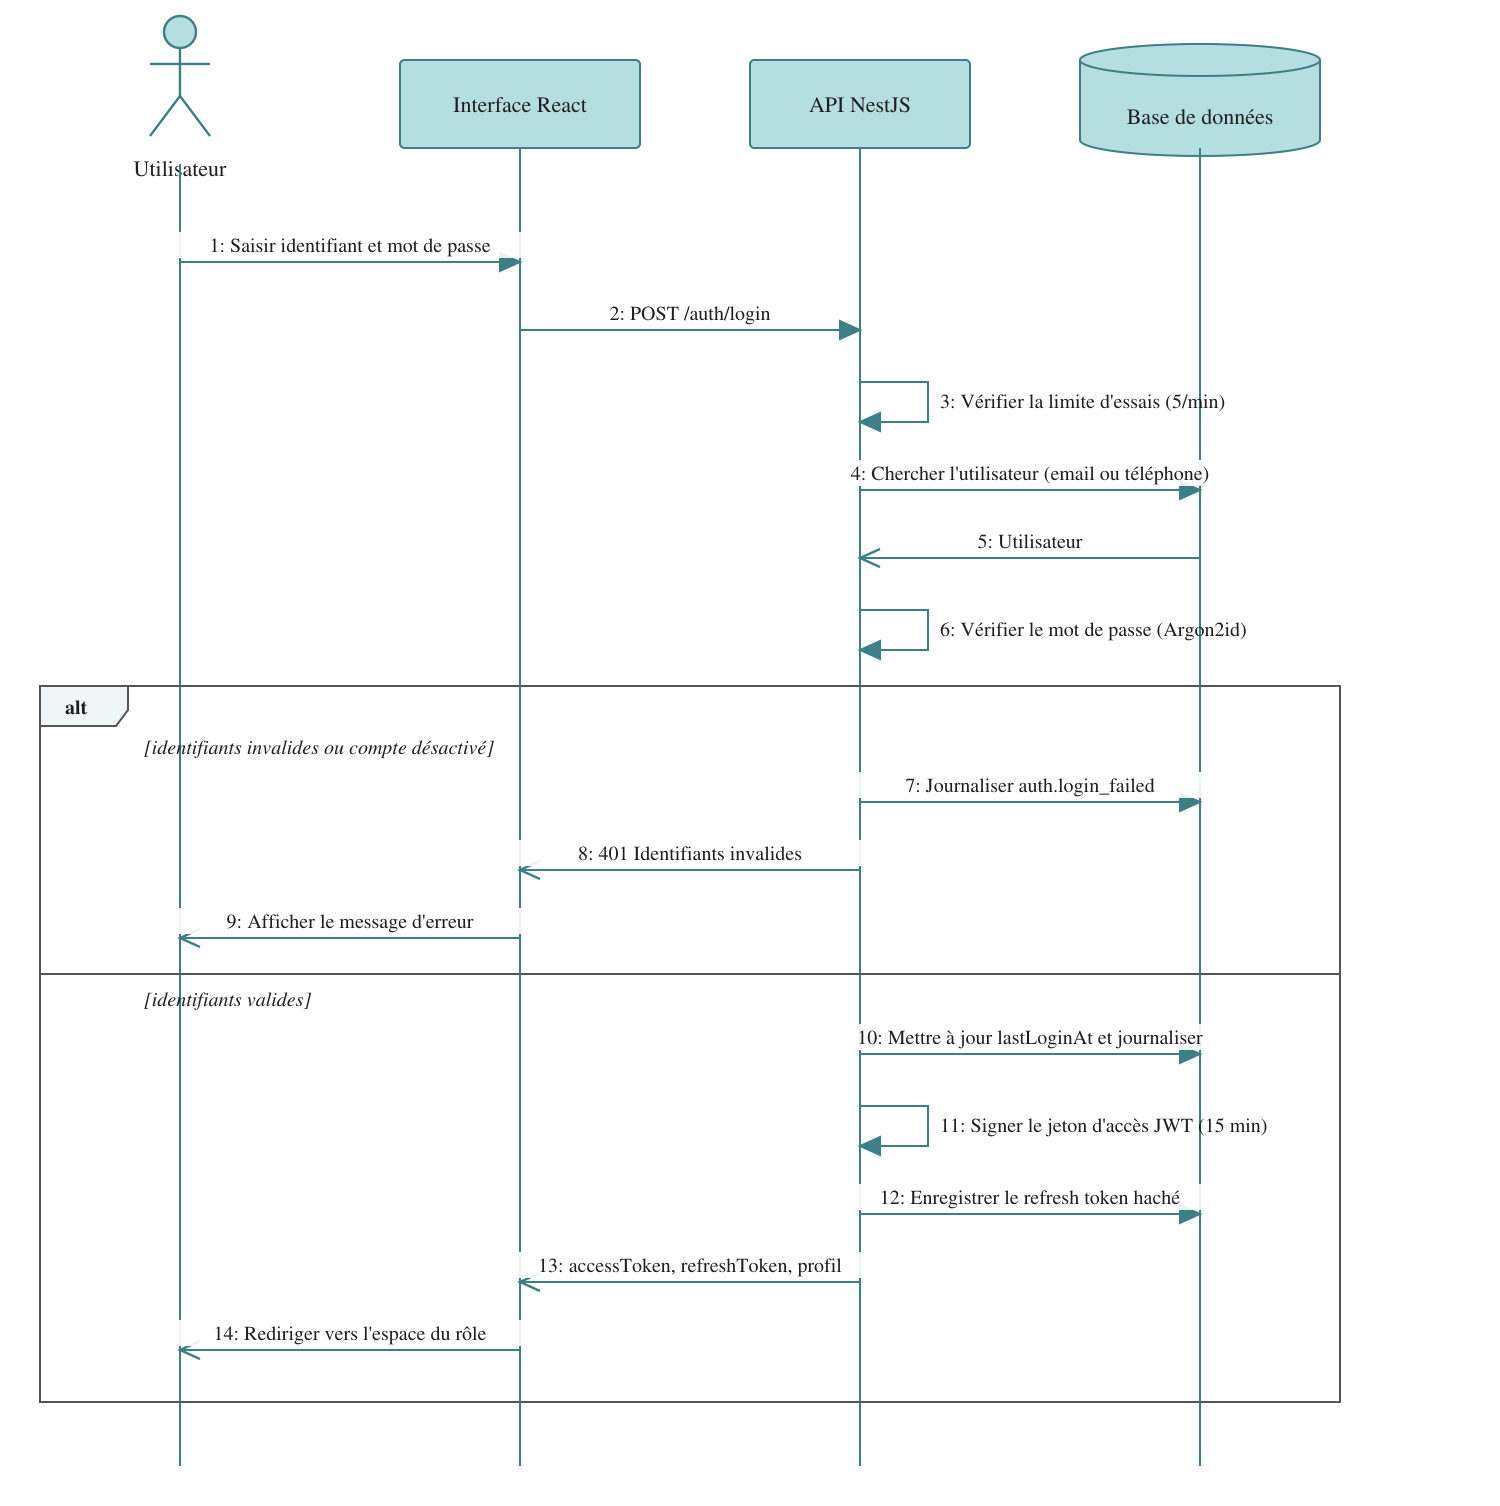 Interface React
API NestJS
Base de données
Utilisateur
1: Saisir identifiant et mot de passe
2: POST /auth/login
3: Vérifier la limite d'essais (5/min)
4: Chercher l'utilisateur (email ou téléphone)
5: Utilisateur
6: Vérifier le mot de passe (Argon2id)
alt
[identifiants invalides ou compte désactivé]
7: Journaliser auth.login_failed
8: 401 Identifiants invalides
9: Afficher le message d'erreur
[identifiants valides]
10: Mettre à jour lastLoginAt et journaliser
11: Signer le jeton d'accès JWT (15 min)
12: Enregistrer le refresh token haché
13: accessToken, refreshToken, profil
14: Rediriger vers l'espace du rôle